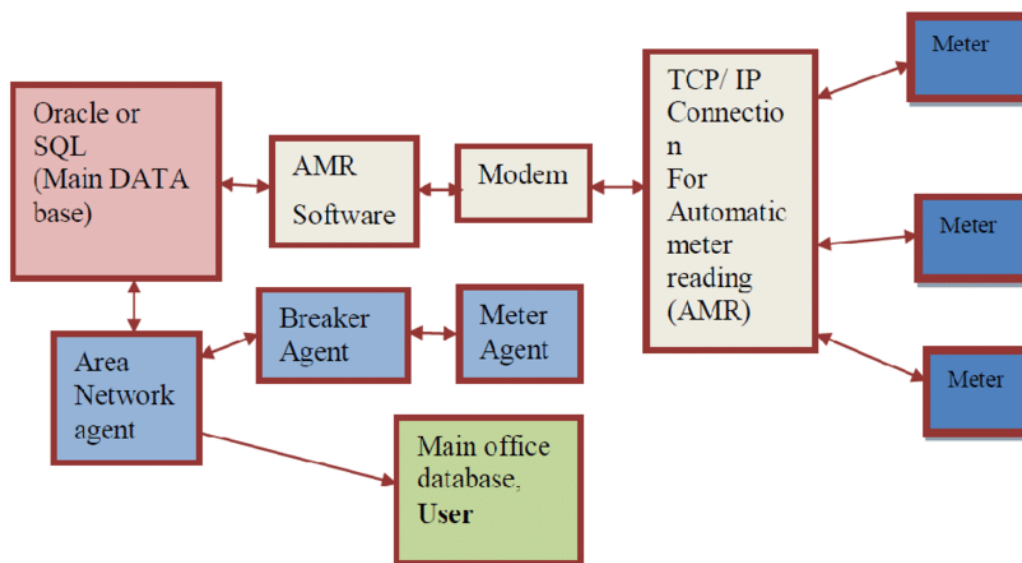 Oracle or
SQL
(Main DATA
base)
AMR
Software
Modem
TCP/ IP
Connectio
n
For
Automatic
meter
reading
(AMR)
Meter
Meter
Meter
Breaker
Agent
Meter
Agent
Area
Network
agent
Main office
database,
User